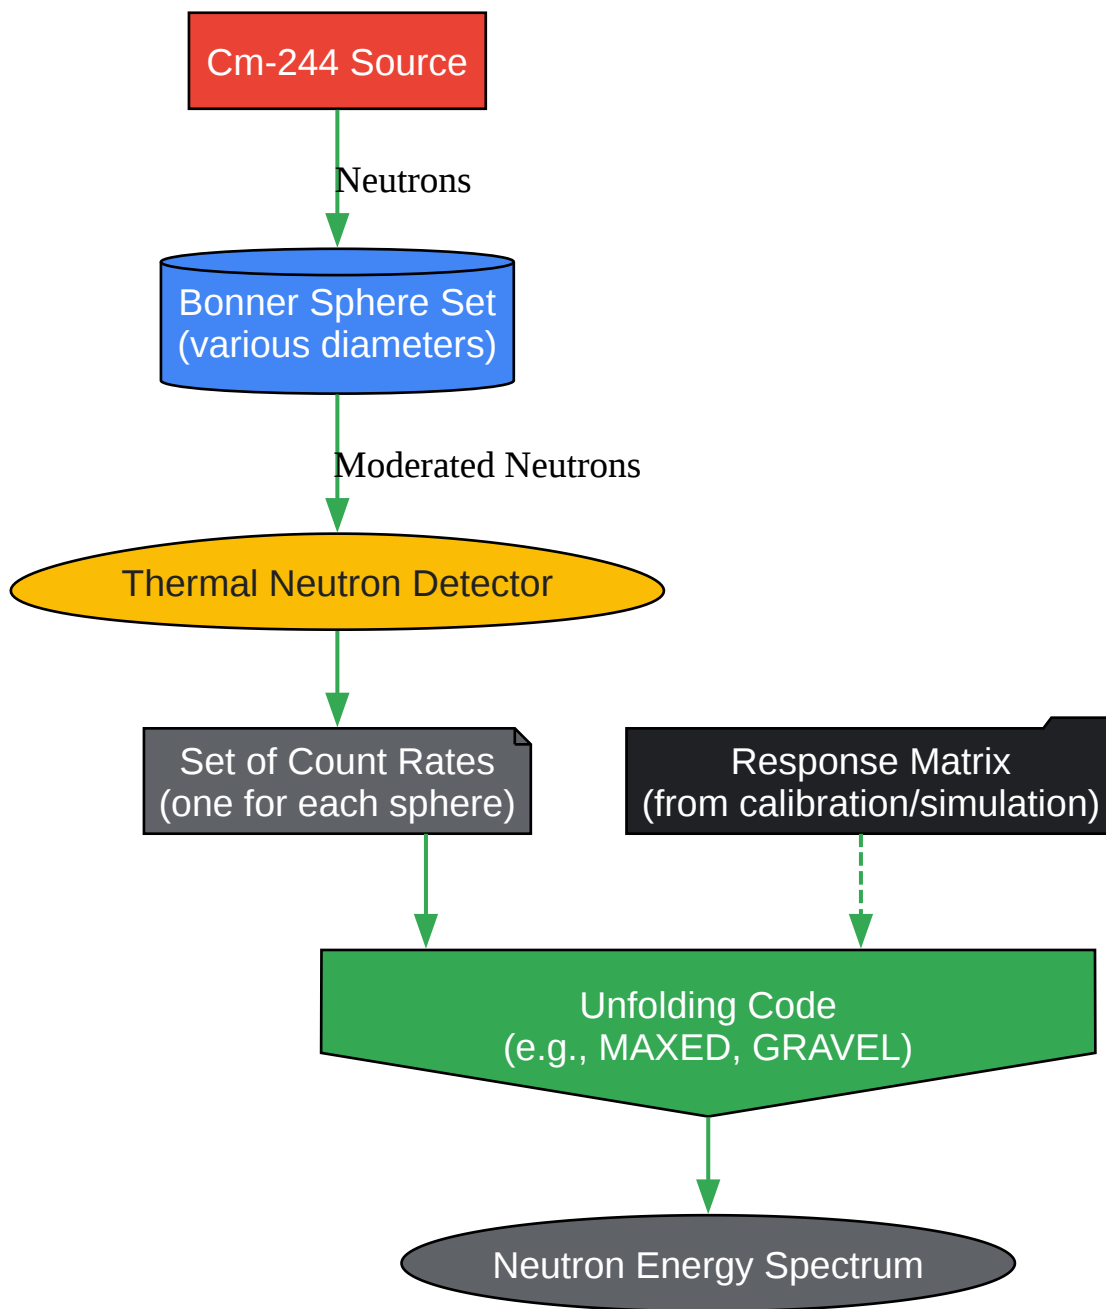 Cm-244 Source
Neutrons
Bonner Sphere Set
(various diameters)
Moderated Neutrons
Thermal Neutron Detector
Set of Count Rates
(one for each sphere)
Response Matrix
(from calibration/simulation)
Unfolding Code
(e.g., MAXED, GRAVEL)
Neutron Energy Spectrum